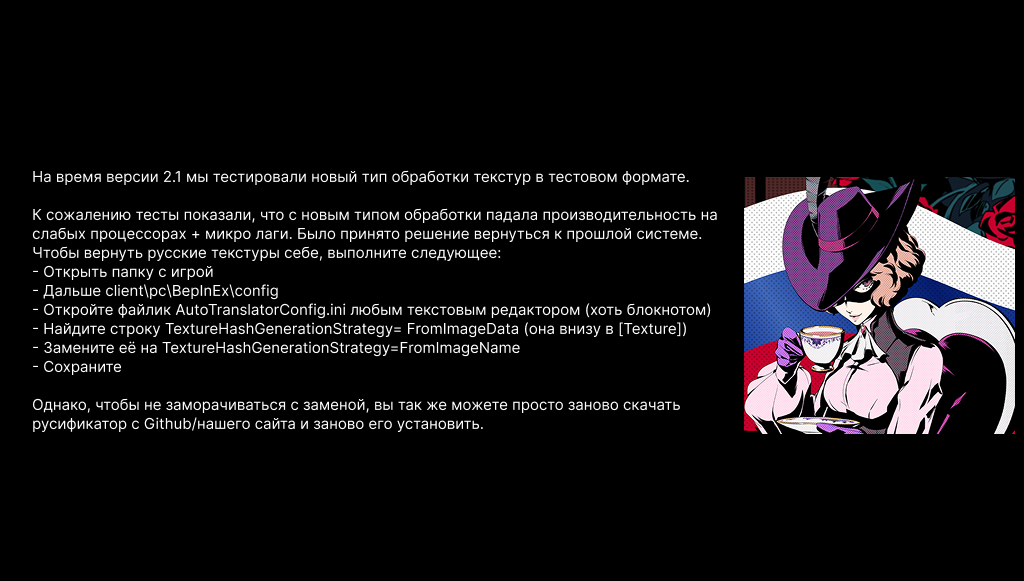 На время версии 2.1 мы тестировали новый тип обработки текстур в тестовом формате.
К сожалению тесты показали, что с новым типом обработки падала производительность на
слабых процессорах + микро лаги. Было принято решение вернуться к прошлой системе.
Чтобы вернуть русские текстуры себе, выполните следующее:
- Открыть папку с игрой
- Дальше client\pc\BepInEx\config
- Откройте файлик AutoTranslatorConfig.ini любым текстовым редактором (хоть блокнотом)
- Найдите строку TextureHashGenerationStrategy= FromImageData (она внизу в [Texture])
- Замените её на TextureHashGenerationStrategy=FromImageName
- Сохраните
Однако, чтобы не заморачиваться с заменой, вы так же можете просто заново скачать
русификатор с Github/нашего сайта и заново его установить.